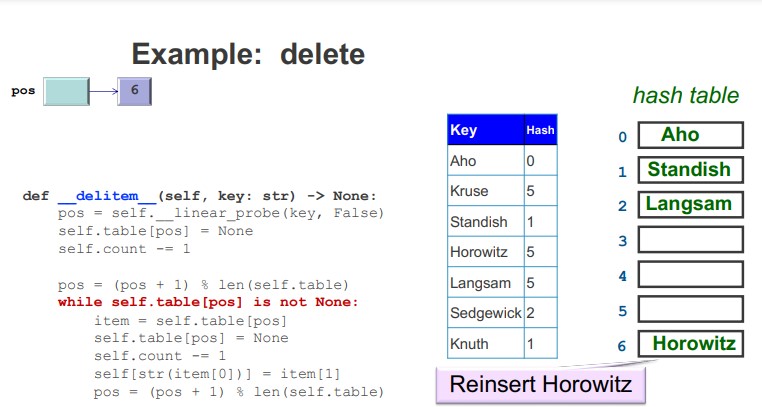 Example:  delete
pos
6
def __delitem__(self, key: str) -> None:
    pos = self.__linear_probe(key, False)
    self.table[pos] = None
    self.count -= 1
    pos = (pos + 1) % len(self.table)
    while self.table[pos] is not None:
        item = self.table[pos]
        self.table[pos] = None
        self.count -= 1
        self[str(item[0])] = item[1]
        pos = (pos + 1) % len(self.table)
Key Hash
Aho 0
Kruse 5
Standish 1
Horowitz 5
Langsam 5
Sedgewick 2
Knuth 1
Reinsert Horowitz
hash table
0 Aho
1 Standish
2 Langsam
3
4
5
6 Horowitz